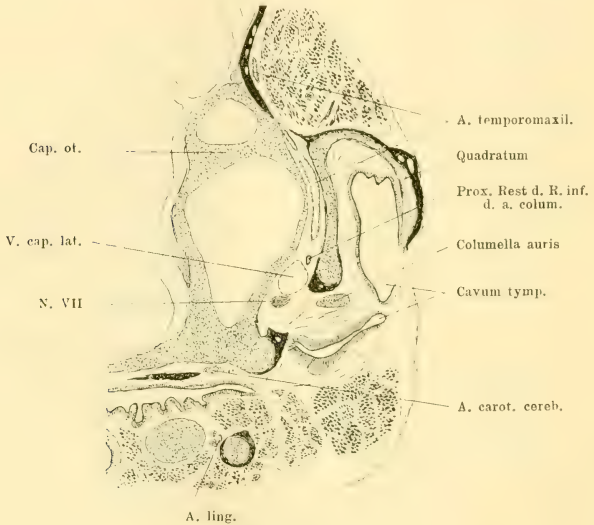 A. temporomaxil.
Cap. ot.
Quadratum
Prox. Rest d. R. inf.
d. a. colum.
V. cap. lat.
Columella auris
N. VII
Cavum tymp.
A. carot. cereb.
A. ling.